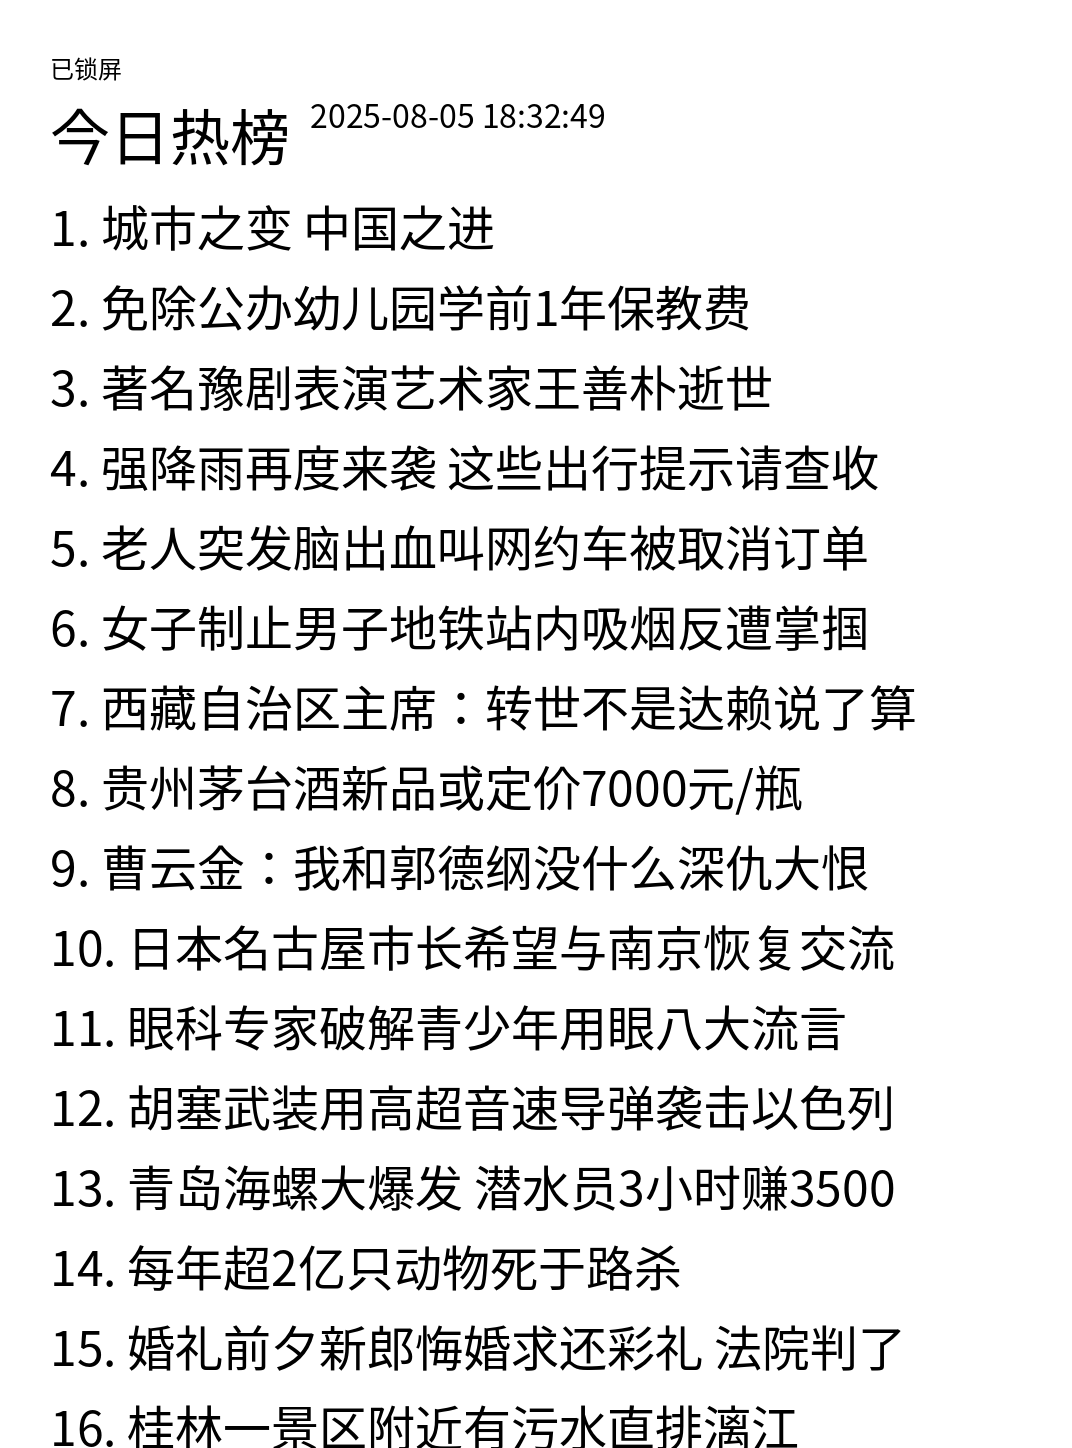 已锁屏
今日热榜 2025-08-05 18:32:49
1. 城市之变 中国之进
2. 免除公办幼儿园学前1年保教费
3. 著名豫剧表演艺术家王善朴逝世
4. 强降雨再度来袭 这些出行提示请查收
5. 老人突发脑出血叫网约车被取消订单
6. 女子制止男子地铁站内吸烟反遭掌掴
7. 西藏自治区主席：转世不是达赖说了算
8. 贵州茅台酒新品或定价7000元/瓶
9. 曹云金：我和郭德纲没什么深仇大恨
10. 日本名古屋市长希望与南京恢复交流
11. 眼科专家破解青少年用眼八大流言
12. 胡塞武装用高超音速导弹袭击以色列
13. 青岛海螺大爆发 潜水员3小时赚3500
14. 每年超2亿只动物死于路杀
15. 婚礼前夕新郎悔婚求还彩礼 法院判了
16. 桂林一景区附近有污水直排漓江